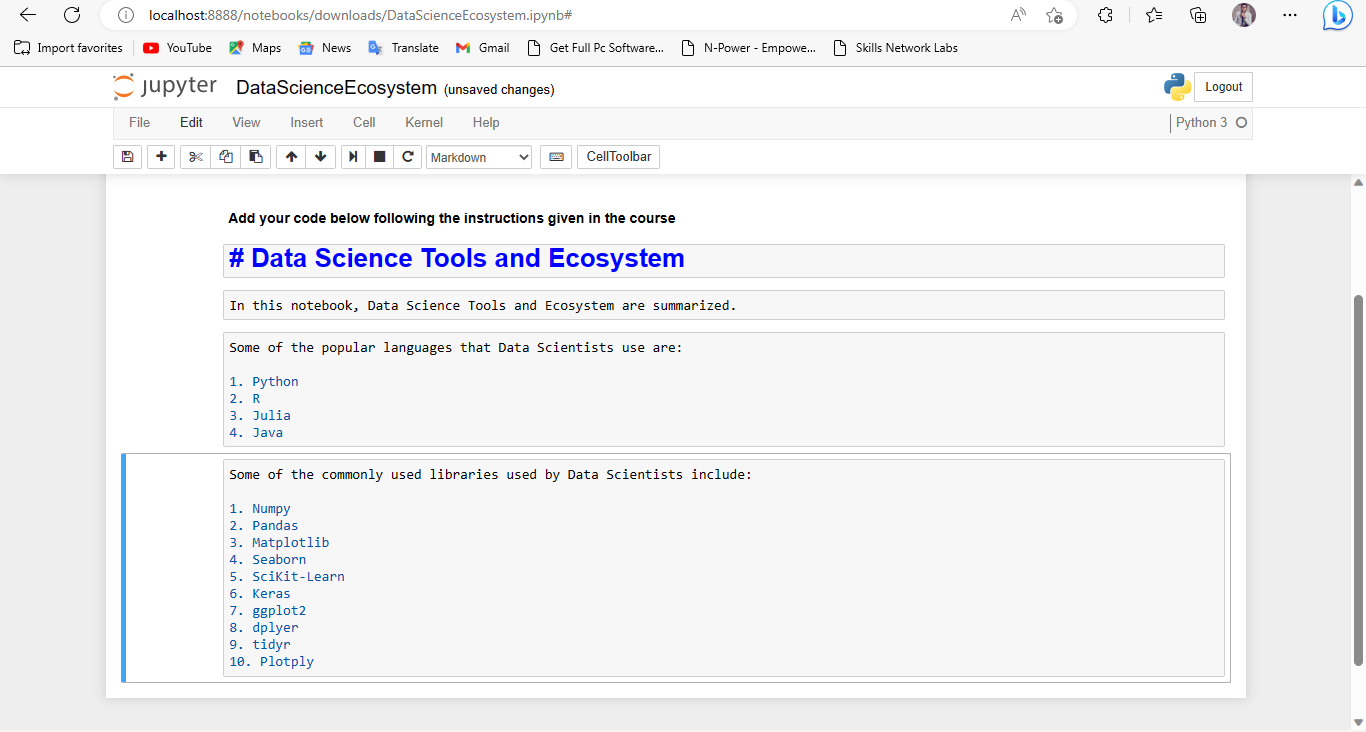 localhost:8888/notebooks/downloads/DataScienceEcosystem.ipynb#
Import favorites YouTube Maps News Translate Gmail Get Full Pc Software... N-Power - Empowe... Skills Network Labs
jupyter DataScienceEcosystem (unsaved changes) Logout
File Edit View Insert Cell Kernel Help Python 3
Markdown CellToolbar
Add your code below following the instructions given in the course
# Data Science Tools and Ecosystem
In this notebook, Data Science Tools and Ecosystem are summarized.
Some of the popular languages that Data Scientists use are:
1. Python
2. R
3. Julia
4. Java
Some of the commonly used libraries used by Data Scientists include:
1. Numpy
2. Pandas
3. Matplotlib
4. Seaborn
5. SciKit-Learn
6. Keras
7. ggplot2
8. dplyer
9. tidyr
10. Plotply